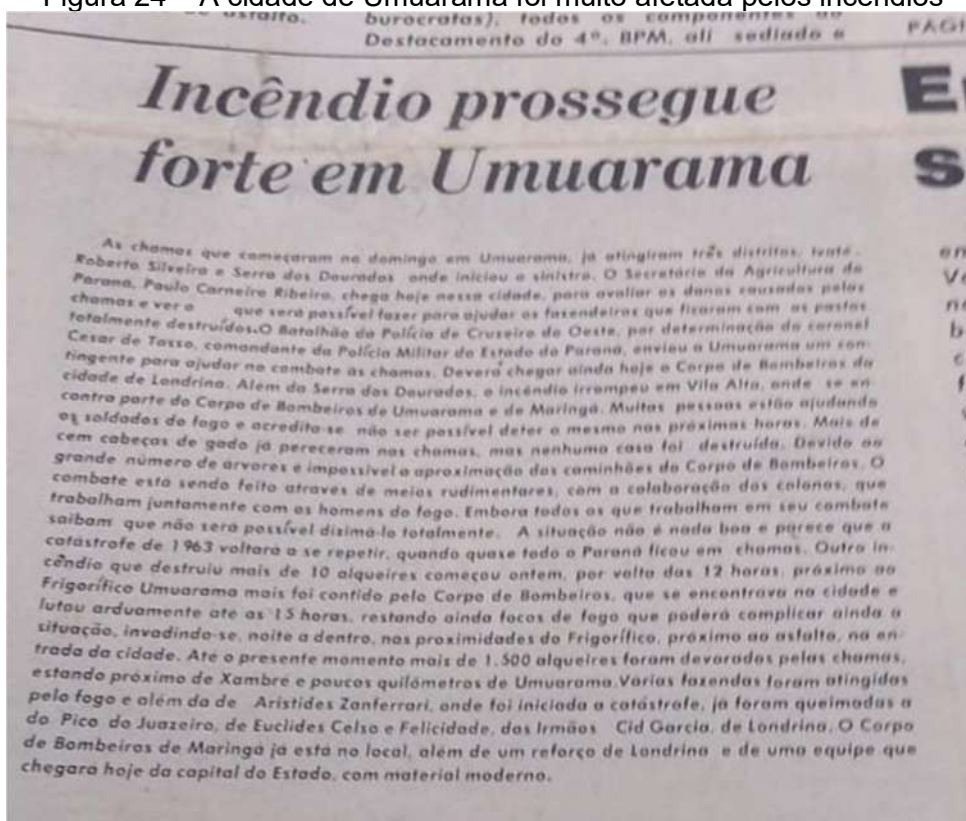 Figura 24 – A cidade de Umuarama foi muito afetada pelos incêndios
de asfalto.
burocratas), todos os componentes do
Destacamento do 4º. BPM, ali sediado e
PÁGI
Incêndio prossegue
forte em Umuarama
As chamas que começaram no domingo em Umuarama, já atingiram três distritos,
Roberto Silveira e Serra dos Dourados onde iniciou o sinistro. O Secretário da Agricultura do
Paraná, Paulo Carneiro Ribeiro, chega hoje nessa cidade, para avaliar os danos causados pelas
chamas e ver o que será possível fazer para ajudar os fazendeiros que ficaram com os pastos
totalmente destruídos.O Batalhão da Polícia de Cruzeiro do Oeste, por determinação do coronel
Cesar de Tasso, comandante da Polícia Militar do Estado do Paraná, enviou a Umuarama um con-
tingente para ajudar no combate às chamas. Deverá chegar ainda hoje o Corpo de Bombeiros da
cidade de Londrina. Alem da Serra dos Dourados, o incêndio irrompeu em Vila Alta, onde se en-
contra parte do Corpo de Bombeiros de Umuarama e de Maringá. Muitas pessoas estão ajudando
os soldados do fogo e acredita-se não ser possível deter o mesmo nas próximas horas. Mais de
cem cabeças de gado já pereceram nas chamas, mas nenhuma casa foi destruída. Devido ao
grande número de arvores e impossível a aproximação dos caminhões do Corpo de Bombeiros. O
combate está sendo feito através de meios rudimentares, com a colaboração dos colonos, que
trabalham juntamente com os homens do fogo. Embora todos os que trabalham em seu combate
saibam que não será possível disimá-lo totalmente. A situação não é nada boa e parece que a
catástrofe de 1963 voltará a se repetir, quando quase todo o Paraná ficou em chamas. Outro in-
cêndio que destruiu mais de 10 alqueires começou ontem, por volta das 12 horas, próximo ao
Frigorífico Umuarama mais foi contido pelo Corpo de Bombeiros, que se encontrava na cidade e
lutou arduamente ate as 15 horas, restando ainda focos de fogo que poderá complicar ainda a
situação, invadindo-se, noite a dentro, nas proximidades do Frigorífico, próximo ao asfalto, na en-
trada da cidade. Ate o presente momento mais de 1.500 alqueires foram devorados pelas chamas,
estando próximo de Xambre e poucos quilómetros de Umuarama.Varias fazendas foram atingidas
pelo fogo e além da de Aristides Zanferrari, onde foi iniciada a catástrofe, já foram queimadas a
do Pico do Juazeiro, de Euclides Celso e Felicidade, dos Irmãos Cid Garcia, de Londrina. O Corpo
de Bombeiros de Maringá já está no local, além de um reforço de Londrina e de uma equipe que
chegara hoje da capital do Estado, com material moderno.